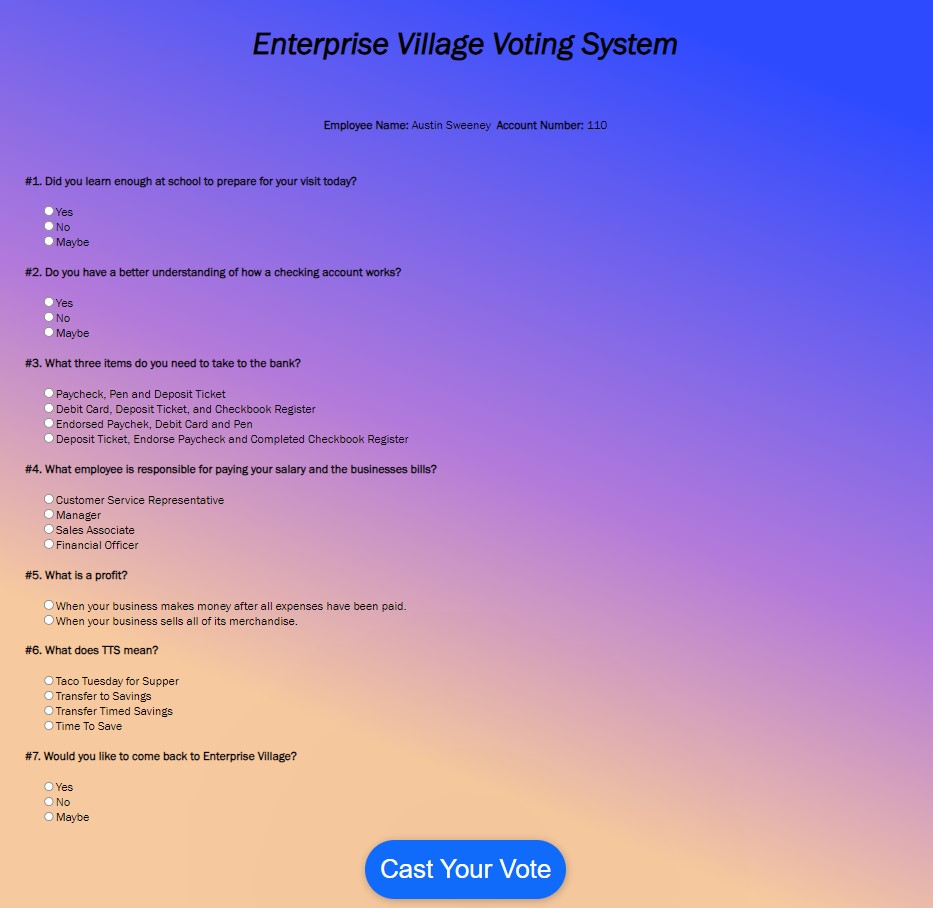 Enterprise Village Voting System
Employee Name: Austin Sweeney Account Number: 110
#1. Did you learn enough at school to prepare for your visit today?
Yes
No
Maybe
#2. Do you have a better understanding of how a checking account works?
Yes
No
Maybe
#3. What three items do you need to take to the bank?
Paycheck, Pen and Deposit Ticket
Debit Card, Deposit Ticket, and Checkbook Register
Endorsed Paychek, Debit Card and Pen
Deposit Ticket, Endorse Paycheck and Completed Checkbook Register
#4. What employee is responsible for paying your salary and the businesses bills?
Customer Service Representative
Manager
Sales Associate
Financial Officer
#5. What is a profit?
When your business makes money after all expenses have been paid.
When your business sells all of its merchandise.
#6. What does TTS mean?
Taco Tuesday for Supper
Transfer to Savings
Transfer Timed Savings
Time To Save
#7. Would you like to come back to Enterprise Village?
Yes
No
Maybe
Cast Your Vote